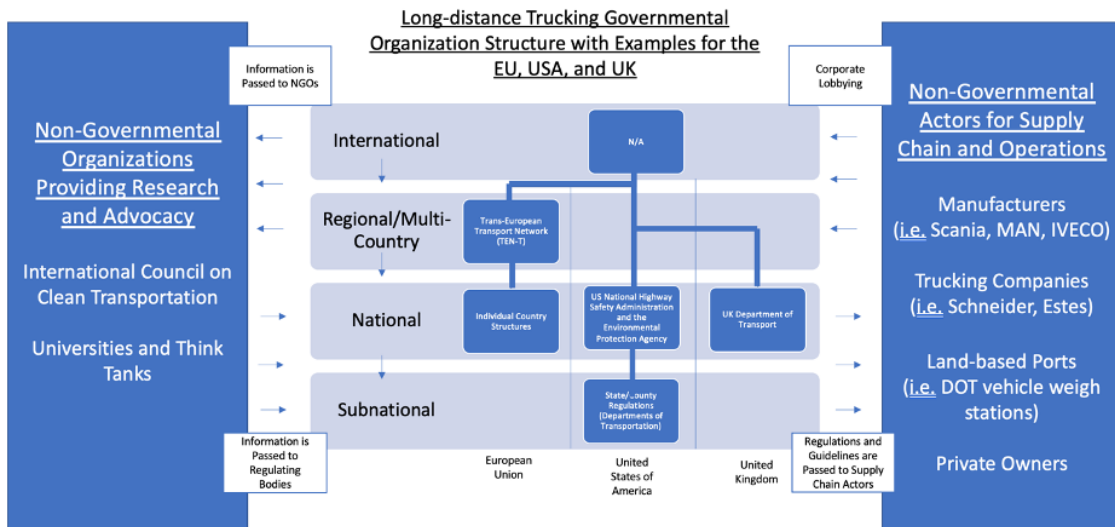 Long-distance Trucking Governmental
Organization Structure with Examples for the
EU, USA, and UK
Information is
Passed to NGOs
Non-Governmental
Organizations
Providing Research
and Advocacy
International Council on
Clean Transportation
Universities and Think
Tanks
Information is
Passed to
Regulating
Bodies
International
Regional/Multi-
Country
National
Subnational
N/A
Trans-European
Transport Network
(TEN-T)
Individual Country
Structures
US National Highway
Safety Administration
and the
Environmental
Protection Agency
UK Department of
Transport
State/County
Regulations
(Departments of
Transportation)
European
Union
United
States of
America
United
Kingdom
Corporate
Lobbying
Non-Governmental
Actors for Supply
Chain and Operations
Manufacturers
(i.e. Scania, MAN, IVECO)
Trucking Companies
(i.e. Schneider, Estes)
Land-based Ports
(i.e. DOT vehicle weigh
stations)
Private Owners
Regulations and
Guidelines are
Passed to Supply
Chain Actors